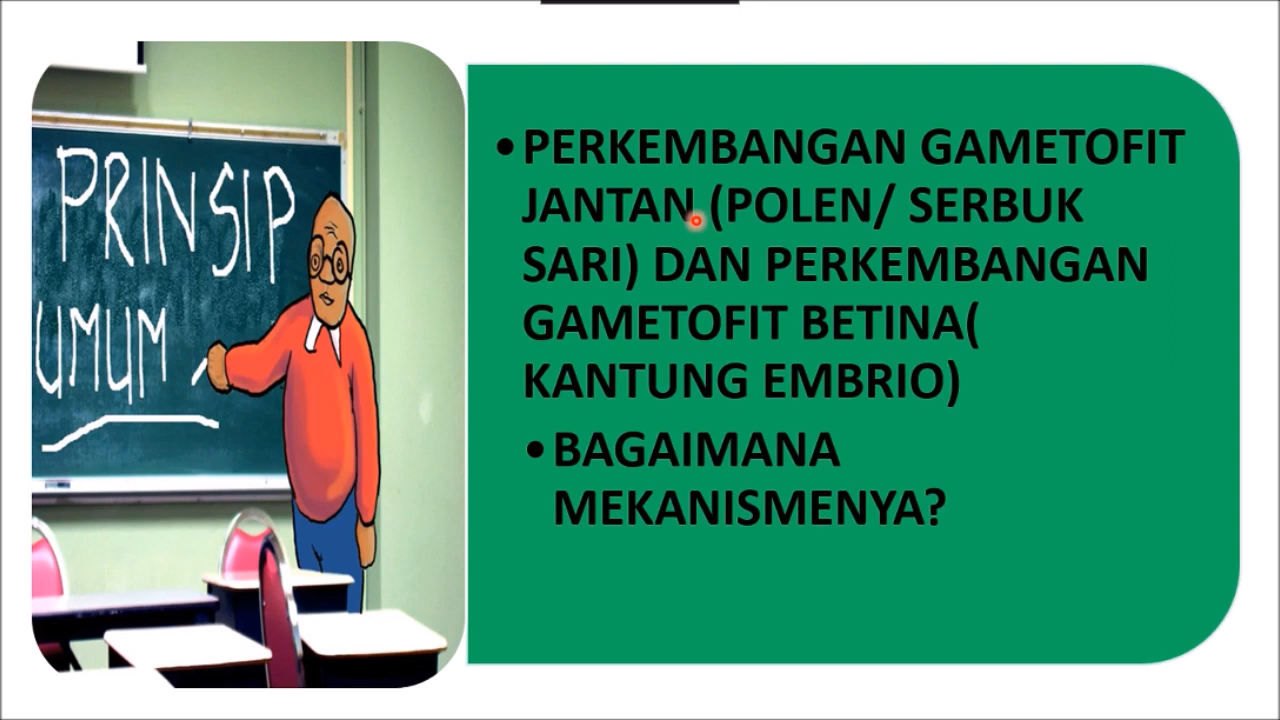 PRINSIP
UMUM
•PERKEMBANGAN GAMETOFIT
JANTAN (POLEN/ SERBUK
SARI) DAN PERKEMBANGAN
GAMETOFIT BETINA(
KANTUNG EMBRIO)
•BAGAIMANA
MEKANISMENYA?